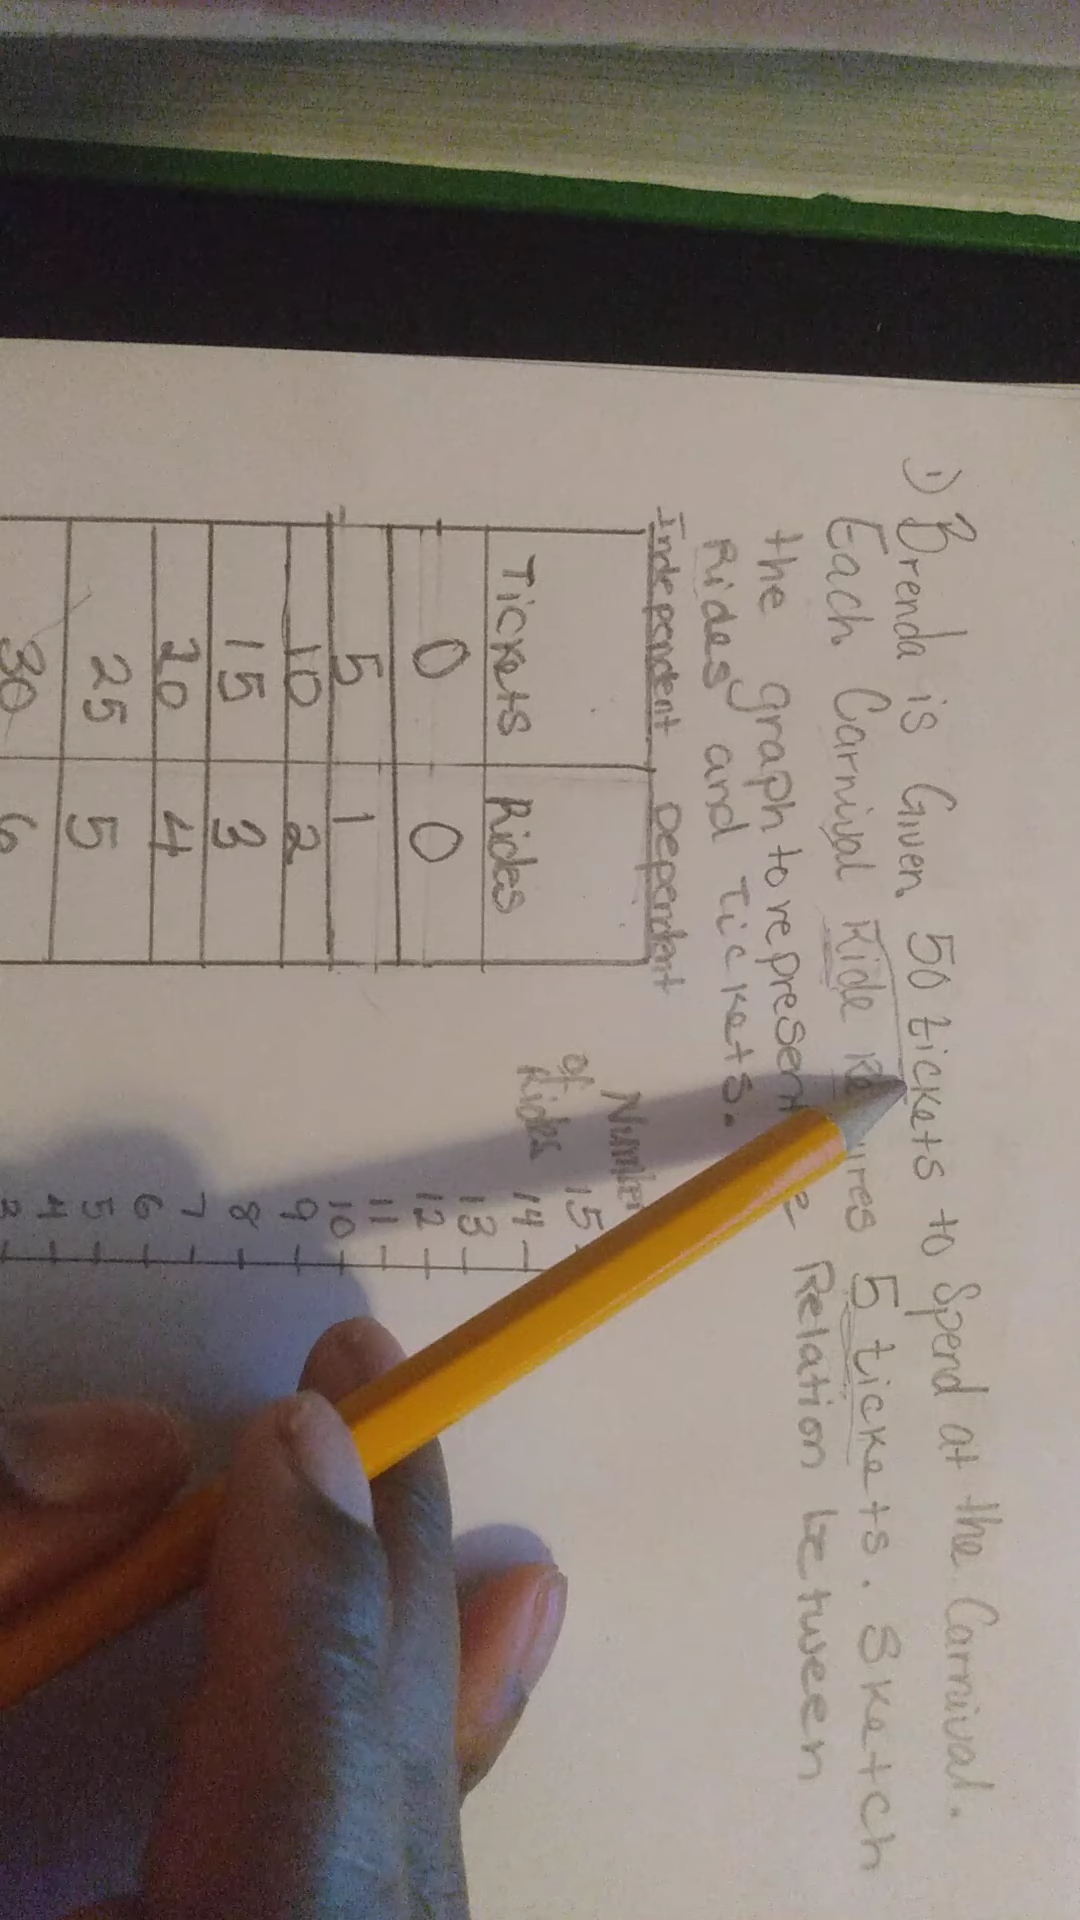 1) Brenda is Given 50 tickets to Spend at the Carnival.
Each Carnival Ride 5 tickets. Sketch
the graph to represent Relation between
Rides and Tickets.
Independent Dependent
Tickets Rides
0 0
5 1
10 2
15 3
20 4
25 5
30 6
Number
of
Rides
15
14
13
12
11
10
9
8
7
6
5
4
3